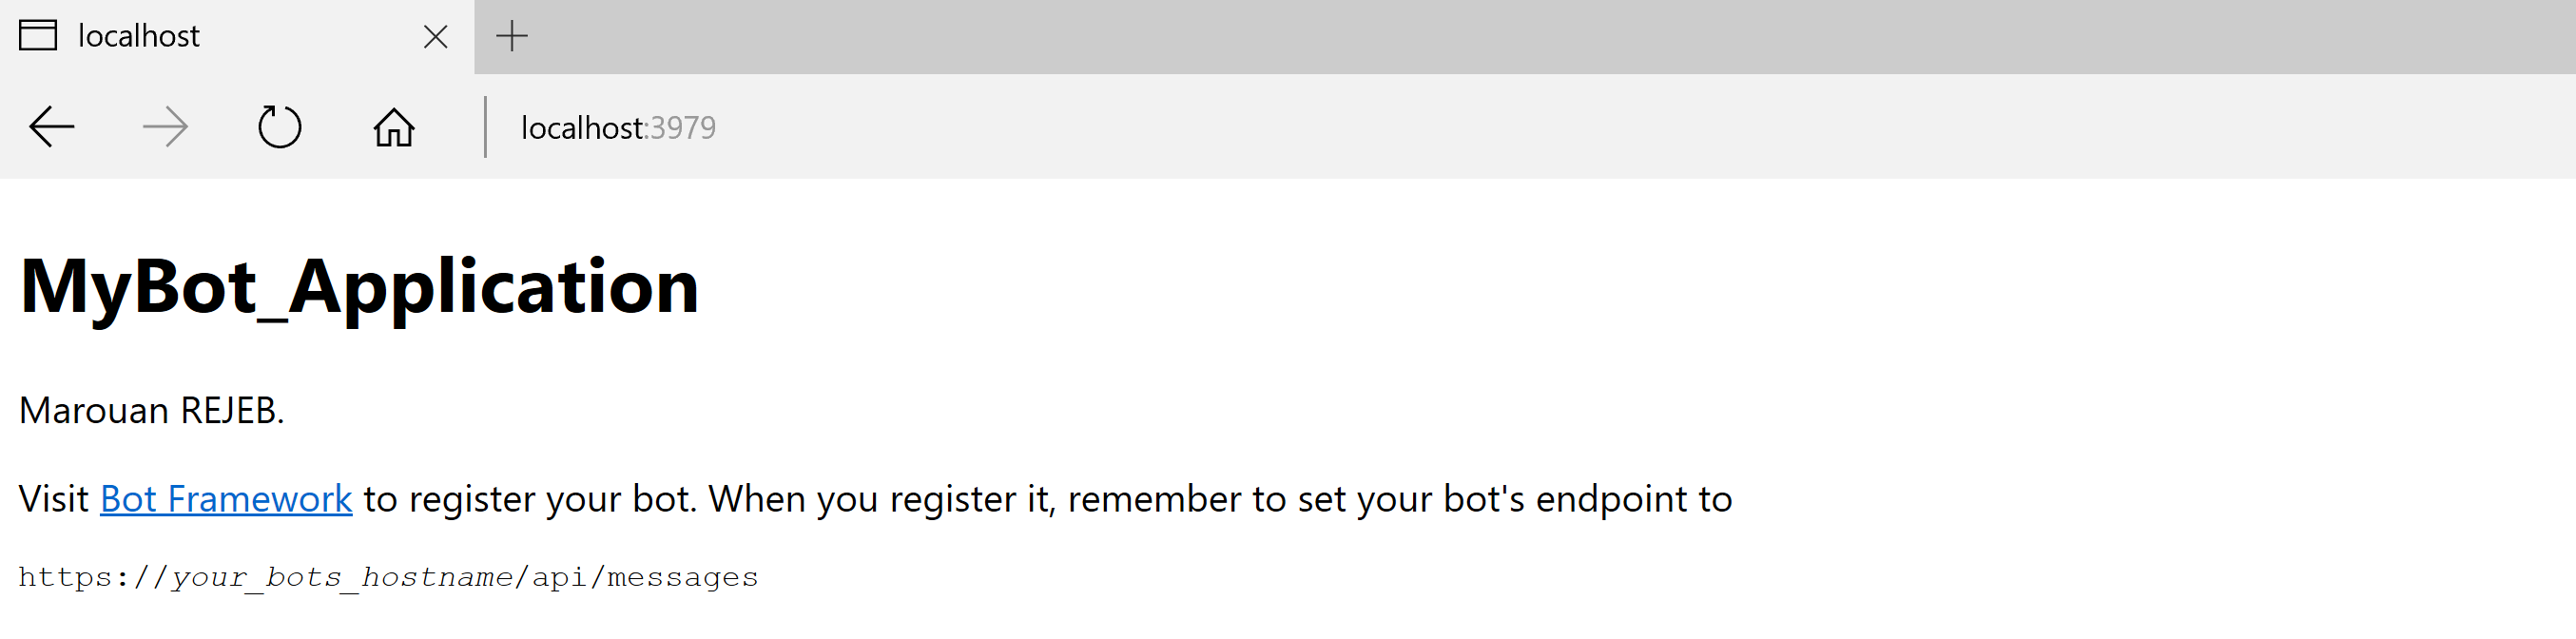 localhost
localhost:3979
MyBot_Application
Marouan REJEB.
Visit Bot Framework to register your bot. When you register it, remember to set your bot's endpoint to
https://your_bots_hostname/api/messages